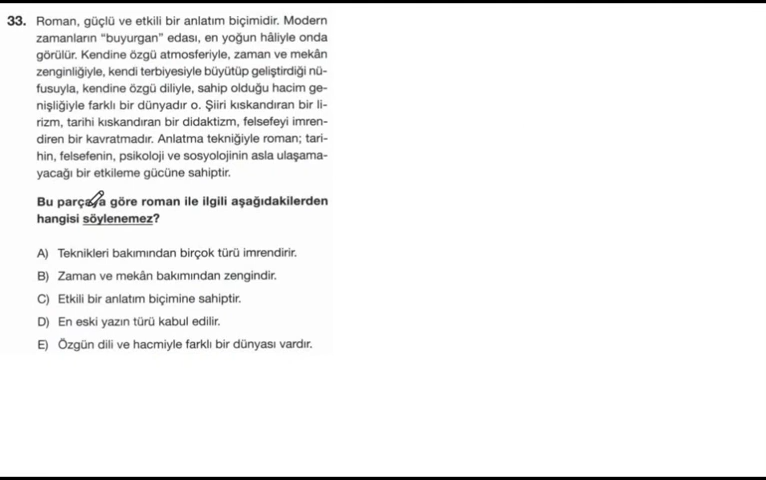 33. Roman, güçlü ve etkili bir anlatım biçimidir. Modern
zamanların “buyurgan” edası, en yoğun hâliyle onda
görülür. Kendine özgü atmosferiyle, zaman ve mekân
zenginliğiyle, kendi terbiyesiyle büyütüp geliştirdiği nü-
fusuyla, kendine özgü diliyle, sahip olduğu hacim ge-
nişliğiyle farklı bir dünyadır o. Şiiri kıskandıran bir li-
rizm, tarihi kıskandıran bir didaktizm, felsefeyi imren-
diren bir kavratmadır. Anlatma tekniğiyle roman; tari-
hin, felsefenin, psikoloji ve sosyolojinin asla ulaşama-
yacağı bir etkileme gücüne sahiptir.
Bu parçaya göre roman ile ilgili aşağıdakilerden
hangisi söylenemez?
A) Teknikleri bakımından birçok türü imrendirir.
B) Zaman ve mekân bakımından zengindir.
C) Etkili bir anlatım biçimine sahiptir.
D) En eski yazın türü kabul edilir.
E) Özgün dili ve hacmiyle farklı bir dünyası vardır.